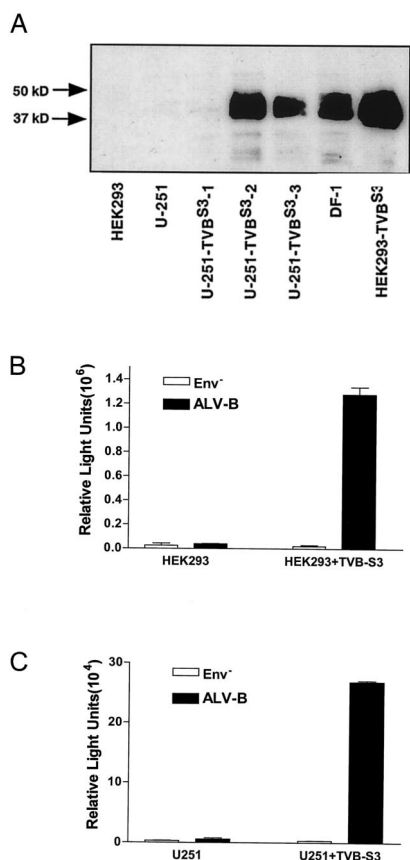 A
50 kD
37 kD
HEK293
U-251
U-251-TVB^S3-1
U-251-TVB^S3-2
U-251-TVB^S3-3
DF-1
HEK293-TVB^S3
B
Relative Light Units(10^6)
1.4
1.2
1.0
0.8
0.6
0.4
0.2
0.0
Env-
ALV-B
HEK293
HEK293+TVB-S3
C
Relative Light Units(10^4)
30
20
10
0
Env-
ALV-B
U251
U251+TVB-S3